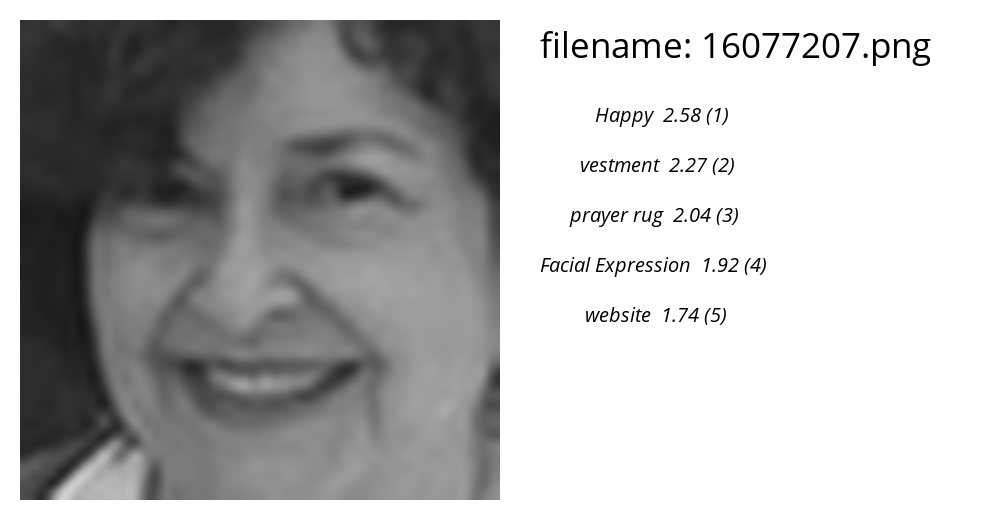 filename: 16077207.png
Happy 2.58 (1)
vestment 2.27 (2)
prayer rug 2.04 (3)
Facial Expression 1.92 (4)
website 1.74 (5)